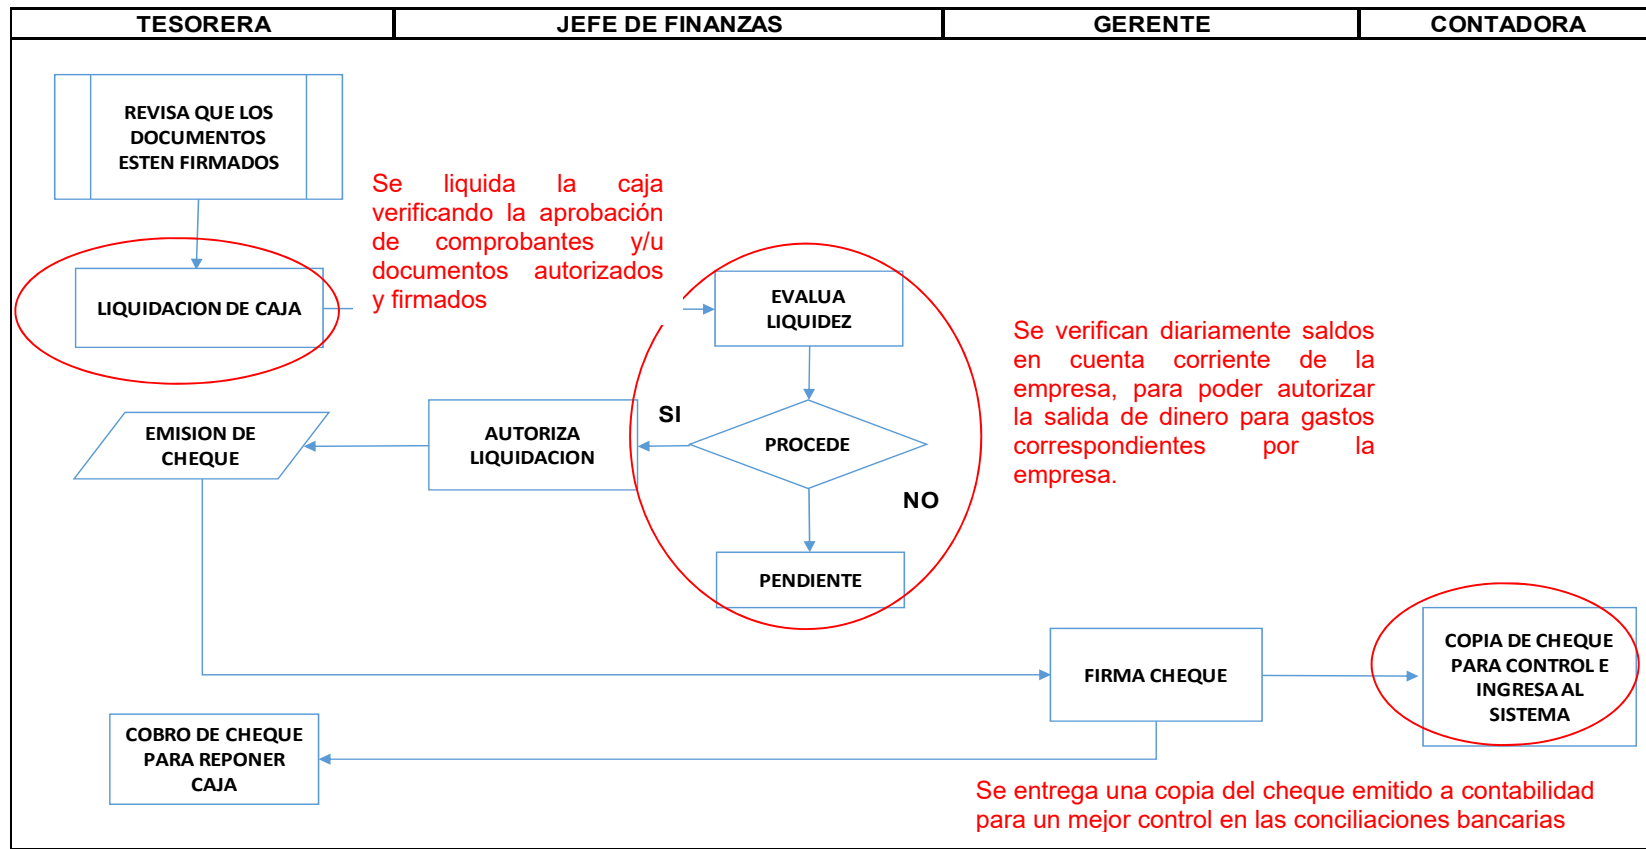 TESORERA
JEFE DE FINANZAS
GERENTE
CONTADORA
REVISA QUE LOS
DOCUMENTOS
ESTEN FIRMADOS
Se liquida la caja
verificando la aprobación
de comprobantes y/u
documentos autorizados
y firmados
LIQUIDACION DE CAJA
EVALUA
LIQUIDEZ
Se verifican diariamente saldos
en cuenta corriente de la
empresa, para poder autorizar
la salida de dinero para gastos
correspondientes por la
empresa.
EMISION DE
CHEQUE
AUTORIZA
LIQUIDACION
SI
PROCEDE
NO
PENDIENTE
FIRMA CHEQUE
COPIA DE CHEQUE
PARA CONTROL E
INGRESA AL
SISTEMA
COBRO DE CHEQUE
PARA REPONER
CAJA
Se entrega una copia del cheque emitido a contabilidad
para un mejor control en las conciliaciones bancarias